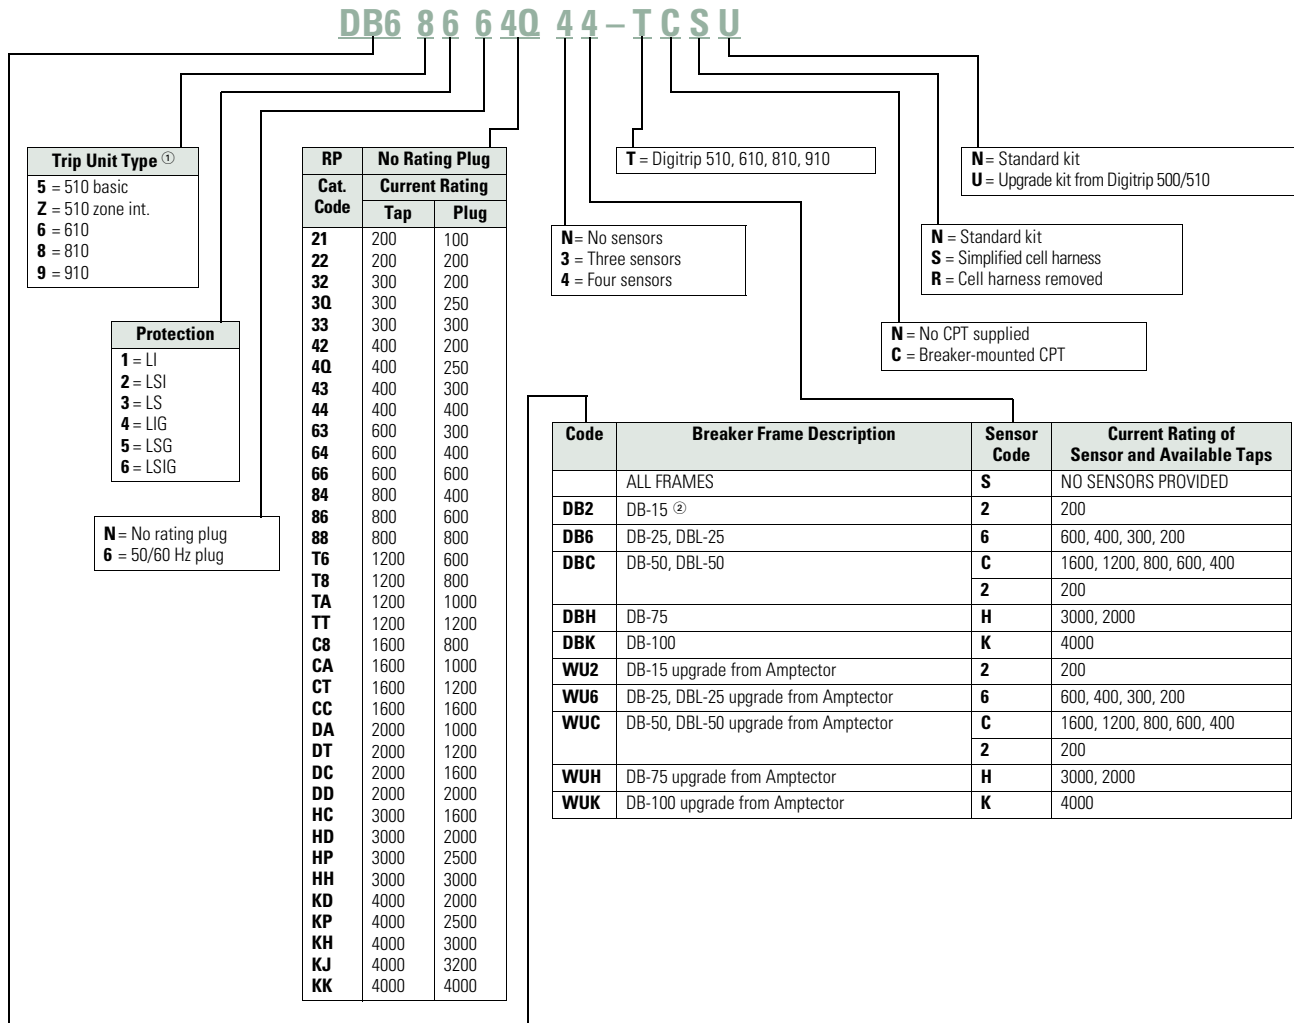 DB6 8 6 6 4Q 4 4 – T C S U
Trip Unit Type ①
5 = 510 basic
Z = 510 zone int.
6 = 610
8 = 810
9 = 910
Protection
1 = LI
2 = LSI
3 = LS
4 = LIG
5 = LSG
6 = LSIG
N = No rating plug
6 = 50/60 Hz plug
RP No Rating Plug
Cat. Code Current Rating
Tap Plug
21 200 100
22 200 200
32 300 200
3Q 300 250
33 300 300
42 400 200
4Q 400 250
43 400 300
44 400 400
63 600 300
64 600 400
66 600 600
84 800 400
86 800 600
88 800 800
T6 1200 600
T8 1200 800
TA 1200 1000
TT 1200 1200
C8 1600 800
CA 1600 1000
CT 1600 1200
CC 1600 1600
DA 2000 1000
DT 2000 1200
DC 2000 1600
DD 2000 2000
HC 3000 1600
HD 3000 2000
HP 3000 2500
HH 3000 3000
KD 4000 2000
KP 4000 2500
KH 4000 3000
KJ 4000 3200
KK 4000 4000
N = No sensors
3 = Three sensors
4 = Four sensors
T = Digitrip 510, 610, 810, 910
N = Standard kit
U = Upgrade kit from Digitrip 500/510
N = Standard kit
S = Simplified cell harness
R = Cell harness removed
N = No CPT supplied
C = Breaker-mounted CPT
Code Breaker Frame Description Sensor Code Current Rating of Sensor and Available Taps
ALL FRAMES S NO SENSORS PROVIDED
DB2 DB-15 ② 2 200
DB6 DB-25, DBL-25 6 600, 400, 300, 200
DBC DB-50, DBL-50 C 1600, 1200, 800, 600, 400
2 200
DBH DB-75 H 3000, 2000
DBK DB-100 K 4000
WU2 DB-15 upgrade from Amptector 2 200
WU6 DB-25, DBL-25 upgrade from Amptector 6 600, 400, 300, 200
WUC DB-50, DBL-50 upgrade from Amptector C 1600, 1200, 800, 600, 400
2 200
WUH DB-75 upgrade from Amptector H 3000, 2000
WUK DB-100 upgrade from Amptector K 4000